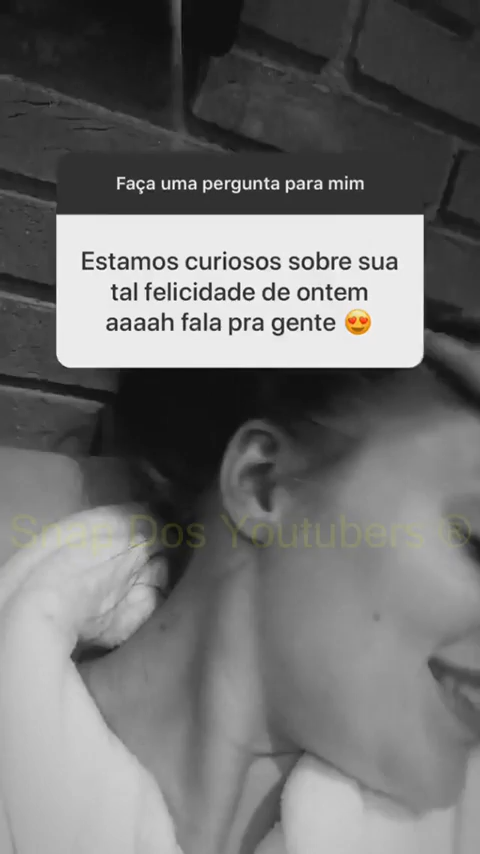 Faça uma pergunta para mim
Estamos curiosos sobre sua
tal felicidade de ontem
aaaah fala pra gente 😍
Snap Dos Youtubers ®